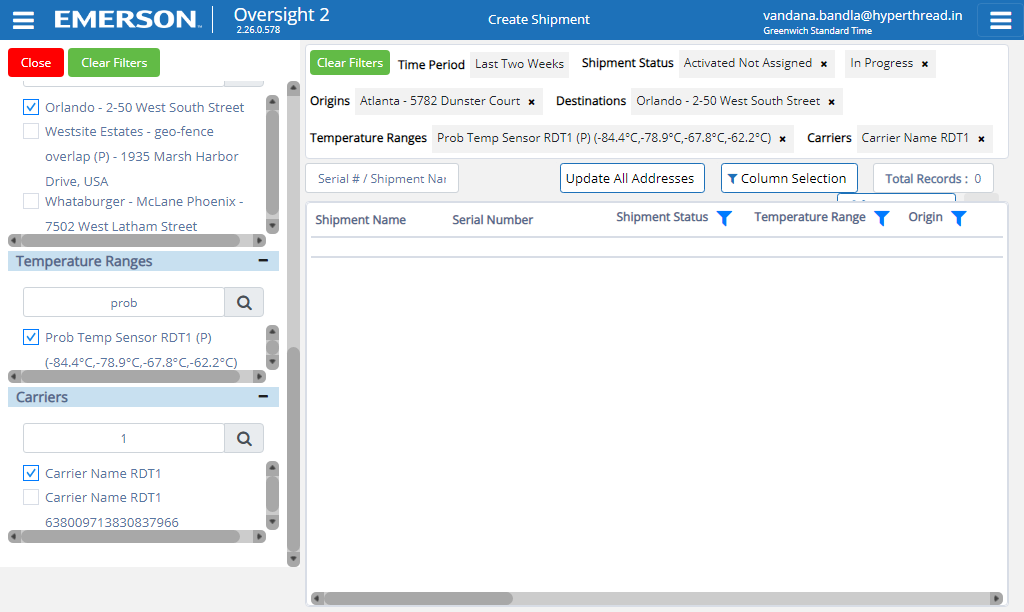 EMERSON
Oversight 2
2.26.0.578
Create Shipment
vandana.bandla@hyperthread.in
Greenwich Standard Time
Close
Clear Filters
Orlando - 2-50 West South Street
Westsite Estates - geo-fence
overlap (P) - 1935 Marsh Harbor
Drive, USA
Whataburger - McLane Phoenix -
7502 West Latham Street
Temperature Ranges
prob
Prob Temp Sensor RDT1 (P)
(-84.4°C,-78.9°C,-67.8°C,-62.2°C)
Carriers
1
Carrier Name RDT1
Carrier Name RDT1
638009713830837966
Clear Filters Time Period Last Two Weeks Shipment Status Activated Not Assigned × In Progress ×
Origins Atlanta - 5782 Dunster Court × Destinations Orlando - 2-50 West South Street ×
Temperature Ranges Prob Temp Sensor RDT1 (P) (-84.4°C,-78.9°C,-67.8°C,-62.2°C) × Carriers Carrier Name RDT1 ×
Serial # / Shipment Nar Update All Addresses Column Selection Total Records : 0
Shipment Name Serial Number Shipment Status Temperature Range Origin